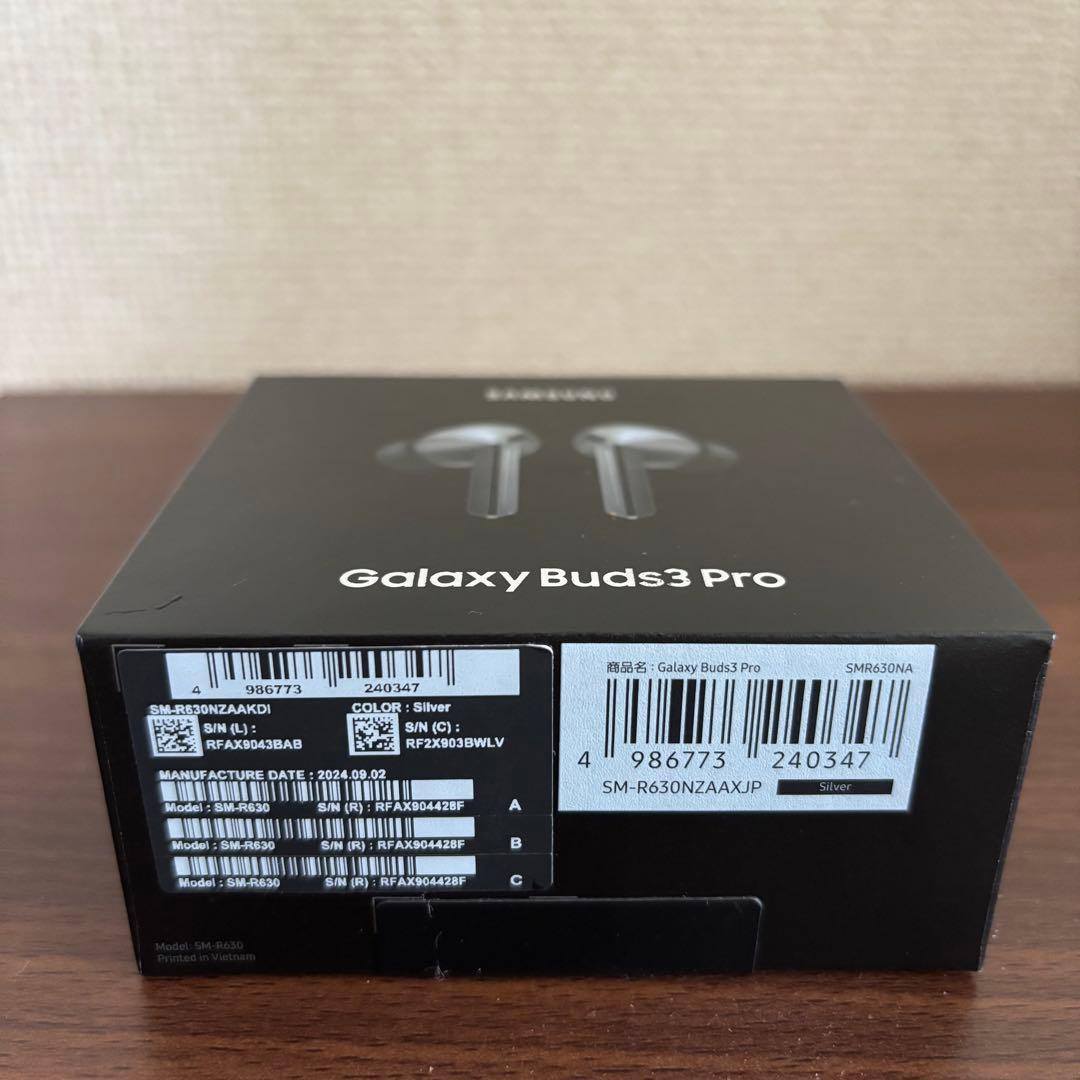 SAMSUNG
Galaxy Buds3 Pro
4 986773 240347
SM-R630NZAAKDI COLOR : Silver
S/N (L) :
RFAX9043BAB
S/N (C) :
RF2X903BWLV
MANUFACTURE DATE : 2024.09.02
Model : SM-R630 S/N (R) : RFAX904428F A
Model : SM-R630 S/N (R) : RFAX904428F B
Model : SM-R630 S/N (R) : RFAX904428F C
商品名 : Galaxy Buds3 Pro SMR630NA
4 986773 240347
SM-R630NZAAXJP Silver
Model: SM-R630
Printed in Vietnam